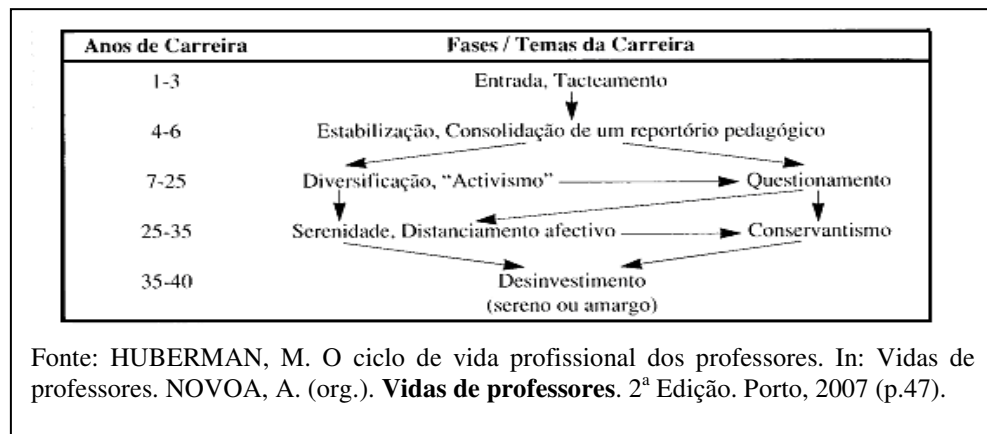 Anos de Carreira Fases / Temas da Carreira
1-3 Entrada, Tacteamento
4-6 Estabilização, Consolidação de um reportório pedagógico
7-25 Diversificação, “Activismo” Questionamento
25-35 Serenidade, Distanciamento afectivo Conservantismo
35-40 Desinvestimento
(sereno ou amargo)
Fonte: HUBERMAN, M. O ciclo de vida profissional dos professores. In: Vidas de
professores. NOVOA, A. (org.). Vidas de professores. 2ª Edição. Porto, 2007 (p.47).